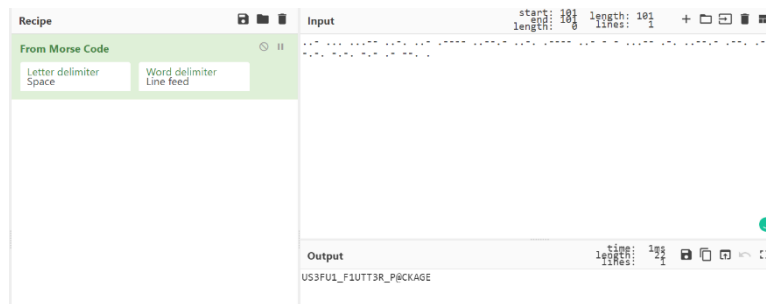 Recipe
From Morse Code
Letter delimiter
Space
Word delimiter
Line feed
Input
start: 101
end: 101
length: 0
length: 101
lines: 1
..- ... ...-- ..-. ..- .---- ..--.- ..-. .---- ..- - - ...-- .-. ..--.- .--. .-
-.-. -.-. -.- .- --. .
Output
time: 1ms
length: 22
lines: 1
US3FU1_F1UTT3R_P@CKAGE